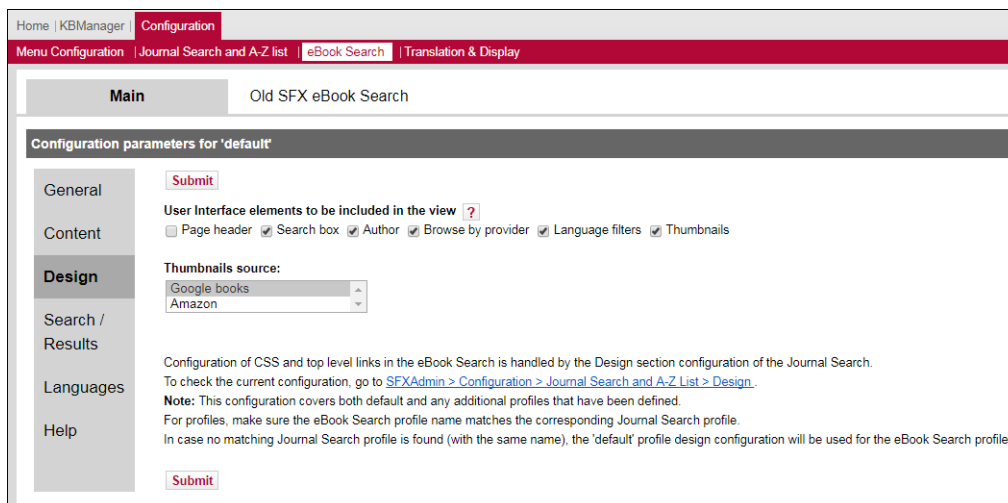 Home | KBManager | Configuration
Menu Configuration | Journal Search and A-Z list | eBook Search | Translation & Display
Main Old SFX eBook Search
Configuration parameters for 'default'
General
Content
Design
Search /
Results
Languages
Help
Submit
User Interface elements to be included in the view ?
Page header Search box Author Browse by provider Language filters Thumbnails
Thumbnails source:
Google books
Amazon
Configuration of CSS and top level links in the eBook Search is handled by the Design section configuration of the Journal Search.
To check the current configuration, go to SFXAdmin > Configuration > Journal Search and A-Z List > Design .
Note: This configuration covers both default and any additional profiles that have been defined.
For profiles, make sure the eBook Search profile name matches the corresponding Journal Search profile.
In case no matching Journal Search profile is found (with the same name), the 'default' profile design configuration will be used for the eBook Search profile
Submit